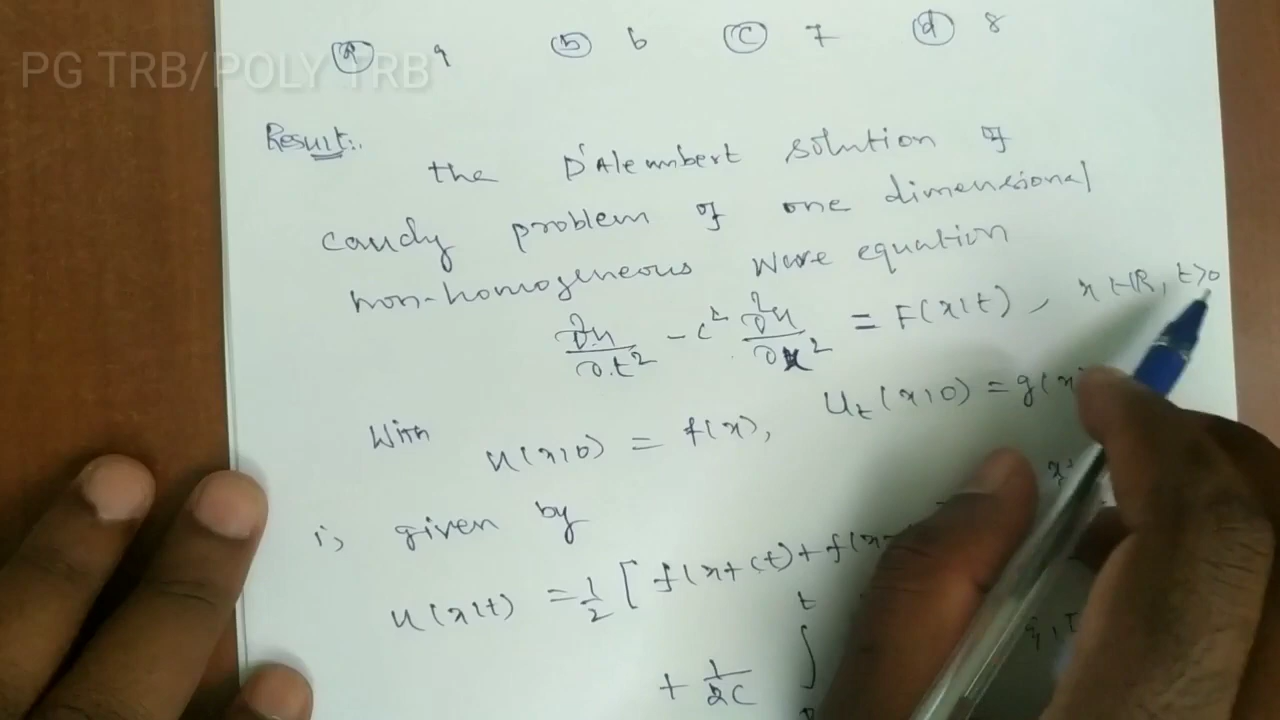 ⓐ 9 ⓑ 6 ⓒ 7 ⓓ 8
PG TRB/POLY TRB
Result:.
the D'Alembert solution of
caudy problem of one dimensional
non-homogeneous wave equation
∂²u/∂t² - c² ∂²u/∂x² = F(x,t), x ∈ ℝ, t>0
With u(x,0) = f(x), u_t(x,0) = g(x
is given by
u(x,t) = 1/2 [ f(x+ct) + f(x-
+ 1/2c ∫ t